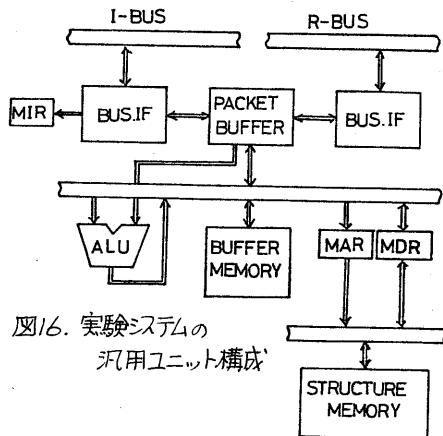 I-BUS
R-BUS
MIR
BUS.IF
PACKET
BUFFER
BUS.IF
ALU
BUFFER
MEMORY
MAR
MDR
図16. 実験システムの
汎用ユニット構成
STRUCTURE
MEMORY